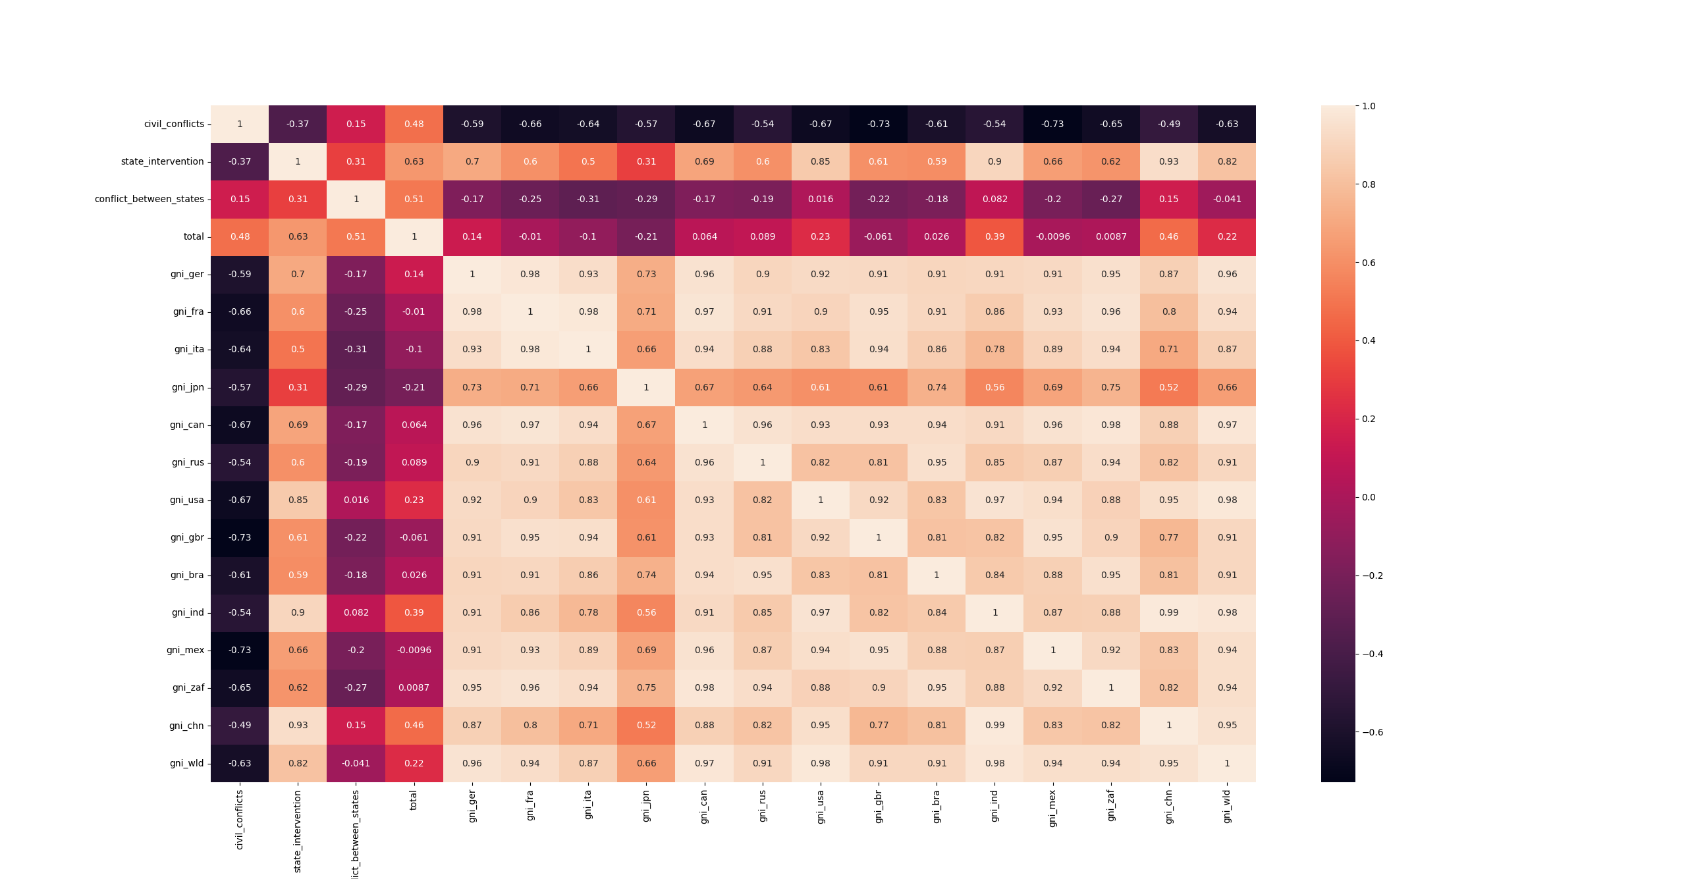 civil_conflicts 1 -0.37 0.15 0.48 -0.59 -0.66 -0.64 -0.57 -0.67 -0.54 -0.67 -0.73 -0.61 -0.54 -0.73 -0.65 -0.49 -0.63
state_intervention -0.37 1 0.31 0.63 0.7 0.6 0.5 0.31 0.69 0.6 0.85 0.61 0.59 0.9 0.66 0.62 0.93 0.82
conflict_between_states 0.15 0.31 1 0.51 -0.17 -0.25 -0.31 -0.29 -0.17 -0.19 0.016 -0.22 -0.18 0.082 -0.2 -0.27 0.15 -0.041
total 0.48 0.63 0.51 1 0.14 -0.01 -0.1 -0.21 0.064 0.089 0.23 -0.061 0.026 0.39 -0.0096 0.0087 0.46 0.22
gni_ger -0.59 0.7 -0.17 0.14 1 0.98 0.93 0.73 0.96 0.9 0.92 0.91 0.91 0.91 0.91 0.95 0.87 0.96
gni_fra -0.66 0.6 -0.25 -0.01 0.98 1 0.98 0.71 0.97 0.91 0.9 0.95 0.91 0.86 0.93 0.96 0.8 0.94
gni_ita -0.64 0.5 -0.31 -0.1 0.93 0.98 1 0.66 0.94 0.88 0.83 0.94 0.86 0.78 0.89 0.94 0.71 0.87
gni_jpn -0.57 0.31 -0.29 -0.21 0.73 0.71 0.66 1 0.67 0.64 0.61 0.61 0.74 0.56 0.69 0.75 0.52 0.66
gni_can -0.67 0.69 -0.17 0.064 0.96 0.97 0.94 0.67 1 0.96 0.93 0.93 0.94 0.91 0.96 0.98 0.88 0.97
gni_rus -0.54 0.6 -0.19 0.089 0.9 0.91 0.88 0.64 0.96 1 0.82 0.81 0.95 0.85 0.87 0.94 0.82 0.91
gni_usa -0.67 0.85 0.016 0.23 0.92 0.9 0.83 0.61 0.93 0.82 1 0.92 0.83 0.97 0.94 0.88 0.95 0.98
gni_gbr -0.73 0.61 -0.22 -0.061 0.91 0.95 0.94 0.61 0.93 0.81 0.92 1 0.81 0.82 0.95 0.9 0.77 0.91
gni_bra -0.61 0.59 -0.18 0.026 0.91 0.91 0.86 0.74 0.94 0.95 0.83 0.81 1 0.84 0.88 0.95 0.81 0.91
gni_ind -0.54 0.9 0.082 0.39 0.91 0.86 0.78 0.56 0.91 0.85 0.97 0.82 0.84 1 0.87 0.88 0.99 0.98
gni_mex -0.73 0.66 -0.2 -0.0096 0.91 0.93 0.89 0.69 0.96 0.87 0.94 0.95 0.88 0.87 1 0.92 0.83 0.94
gni_zaf -0.65 0.62 -0.27 0.0087 0.95 0.96 0.94 0.75 0.98 0.94 0.88 0.9 0.95 0.88 0.92 1 0.82 0.94
gni_chn -0.49 0.93 0.15 0.46 0.87 0.8 0.71 0.52 0.88 0.82 0.95 0.77 0.81 0.99 0.83 0.82 1 0.95
gni_wld -0.63 0.82 -0.041 0.22 0.96 0.94 0.87 0.66 0.97 0.91 0.98 0.91 0.91 0.98 0.94 0.94 0.95 1
civil_conflicts
state_intervention
lict_between_states
total
gni_ger
gni_fra
gni_ita
gni_jpn
gni_can
gni_rus
gni_usa
gni_gbr
gni_bra
gni_ind
gni_mex
gni_zaf
gni_chn
gni_wld
1.0
0.8
0.6
0.4
0.2
0.0
−0.2
−0.4
−0.6